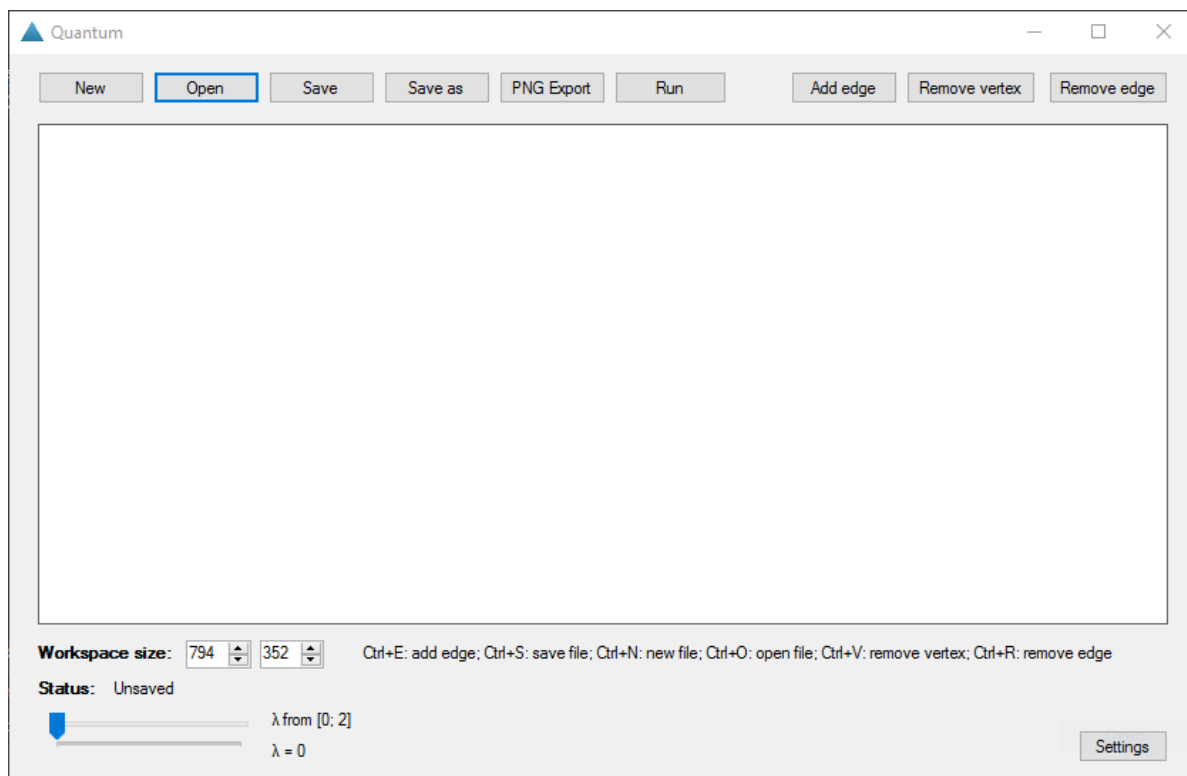 Quantum
New Open Save Save as PNG Export Run Add edge Remove vertex Remove edge
Workspace size: 794 352 Ctrl+E: add edge; Ctrl+S: save file; Ctrl+N: new file; Ctrl+O: open file; Ctrl+V: remove vertex; Ctrl+R: remove edge
Status: Unsaved
λ from [0; 2]
λ = 0
Settings